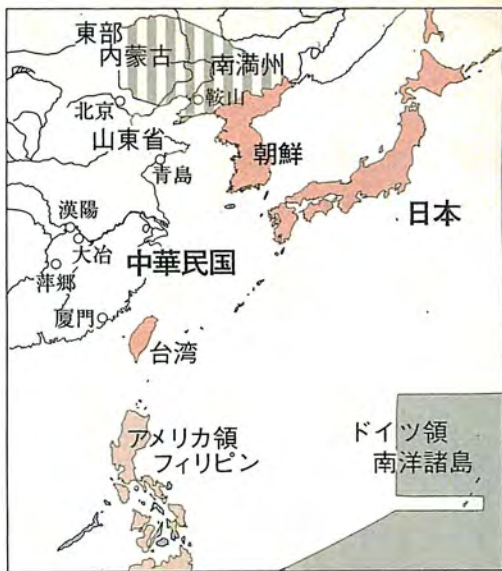 東部
内蒙古
南満州
北京
鞍山
山東省
青島
朝鮮
日本
漢陽
大冶
中華民国
萍郷
厦門
台湾
アメリカ領
フィリピン
ドイツ領
南洋諸島